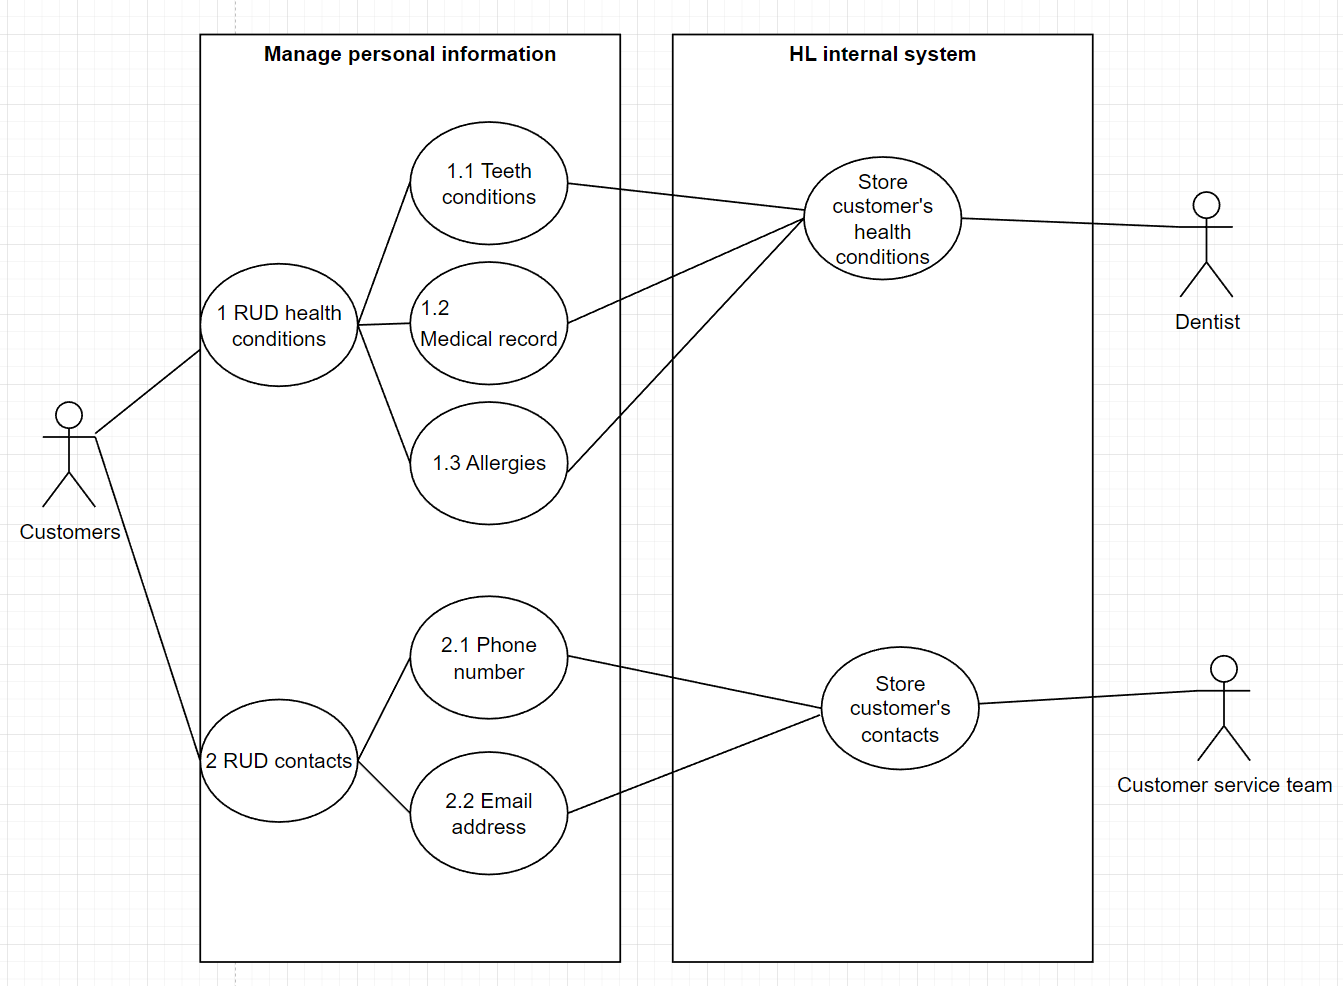 Manage personal information
HL internal system
1.1 Teeth
conditions
Store
customer's
health
conditions
1 RUD health
conditions
1.2
Medical record
Dentist
1.3 Allergies
Customers
2.1 Phone
number
Store
customer's
contacts
2 RUD contacts
2.2 Email
address
Customer service team